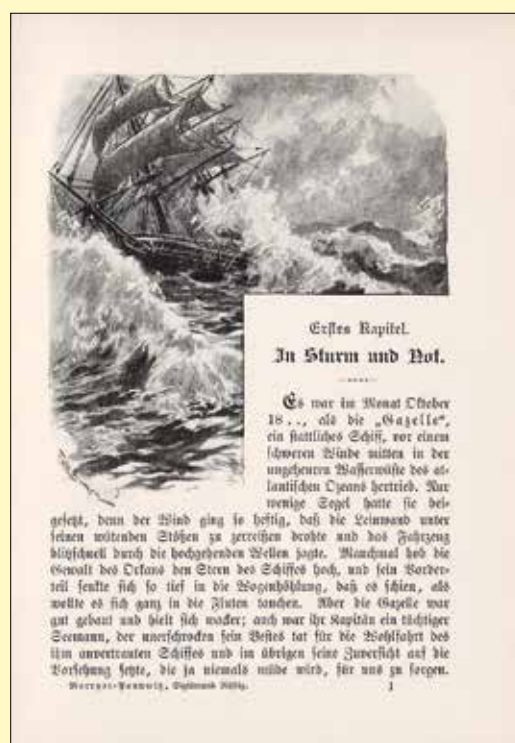 Erstes Kapitel.
In Sturm und Not.
Es war im Monat Oktober
18 . ., als die „Gazelle“,
ein stattliches Schiff, vor einem
schweren Winde mitten in der
ungeheuren Wasserwüste des at-
lantischen Ozeans hertrieb. Nur
wenige Segel hatte sie bei-
gesetzt, denn der Wind ging so heftig, daß die Leinwand unter
seinen wütenden Stößen zu zerreißen drohte und das Fahrzeug
blitzschnell durch die hochgehenden Wellen jagte. Manchmal hob die
Gewalt des Orkans den Stern des Schiffes hoch, und sein Vorder-
teil senkte sich so tief in die Wogenhöhlung, daß es schien, als
wollte es sich ganz in die Fluten tauchen. Aber die Gazelle war
gut gebaut und hielt sich wacker; auch war ihr Kapitän ein tüchtiger
Seemann, der unerschrocken sein Bestes tat für die Wohlfahrt des
ihm anvertrauten Schiffes und im übrigen seine Zuversicht auf die
Vorsehung setzte, die ja niemals müde wird, für uns zu sorgen.
Marryat-Pannwitz, Sigismund Rüstig. 1